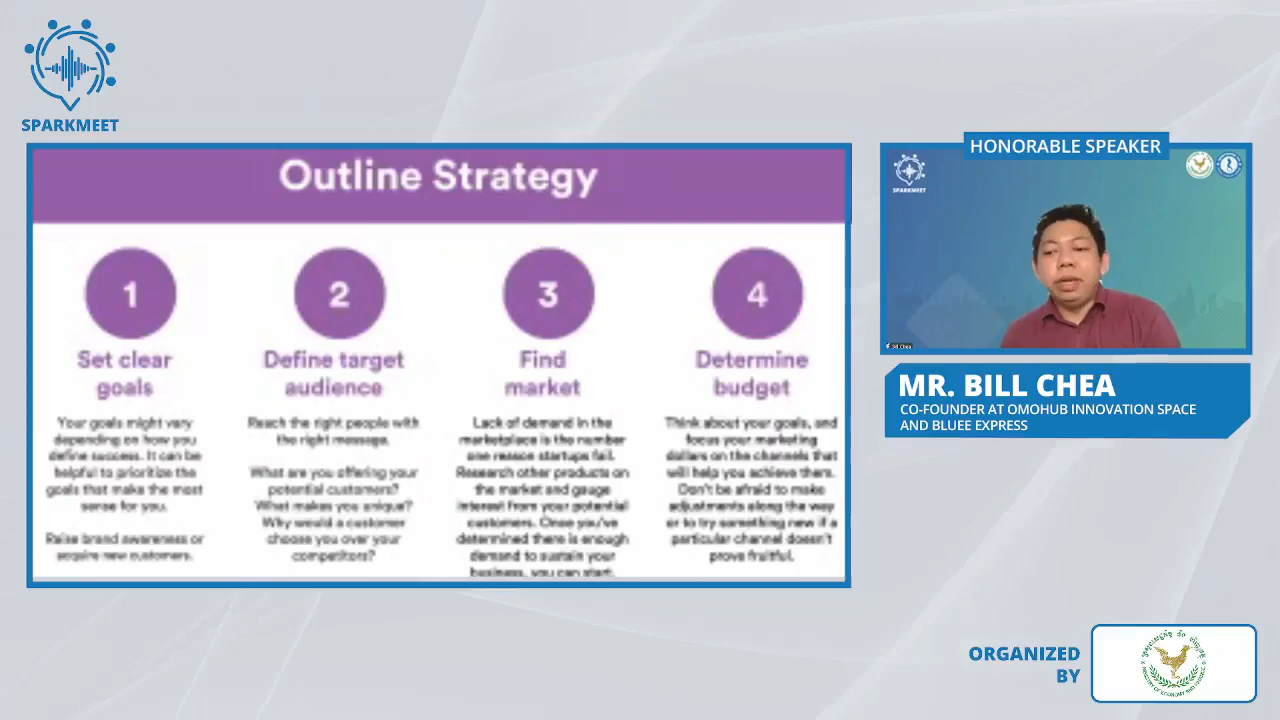 SPARKMEET
Outline Strategy
1
Set clear
goals
Your goals might vary
depending on how you
define success. It can be
helpful to prioritize the
goals that make the most
sense for you.
Raise brand awareness or
acquire new customers.
2
Define target
audience
Reach the right people with
the right message.
What are you offering your
potential customers?
What makes you unique?
Why would a customer
choose you over your
competitors?
3
Find
market
Lack of demand in the
marketplace is the number
one reason startups fail.
Research other products on
the market and gauge
interest from your potential
customers. Once you've
determined there is enough
demand to sustain your
business, you can start.
4
Determine
budget
Think about your goals, and
focus your marketing
dollars on the channels that
will help you achieve them.
Don't be afraid to make
adjustments along the way
or to try something new if a
particular channel doesn't
prove fruitful.
HONORABLE SPEAKER
SPARKMEET
Bill Chea
MR. BILL CHEA
CO-FOUNDER AT OMOHUB INNOVATION SPACE
AND BLUEE EXPRESS
ORGANIZED
BY